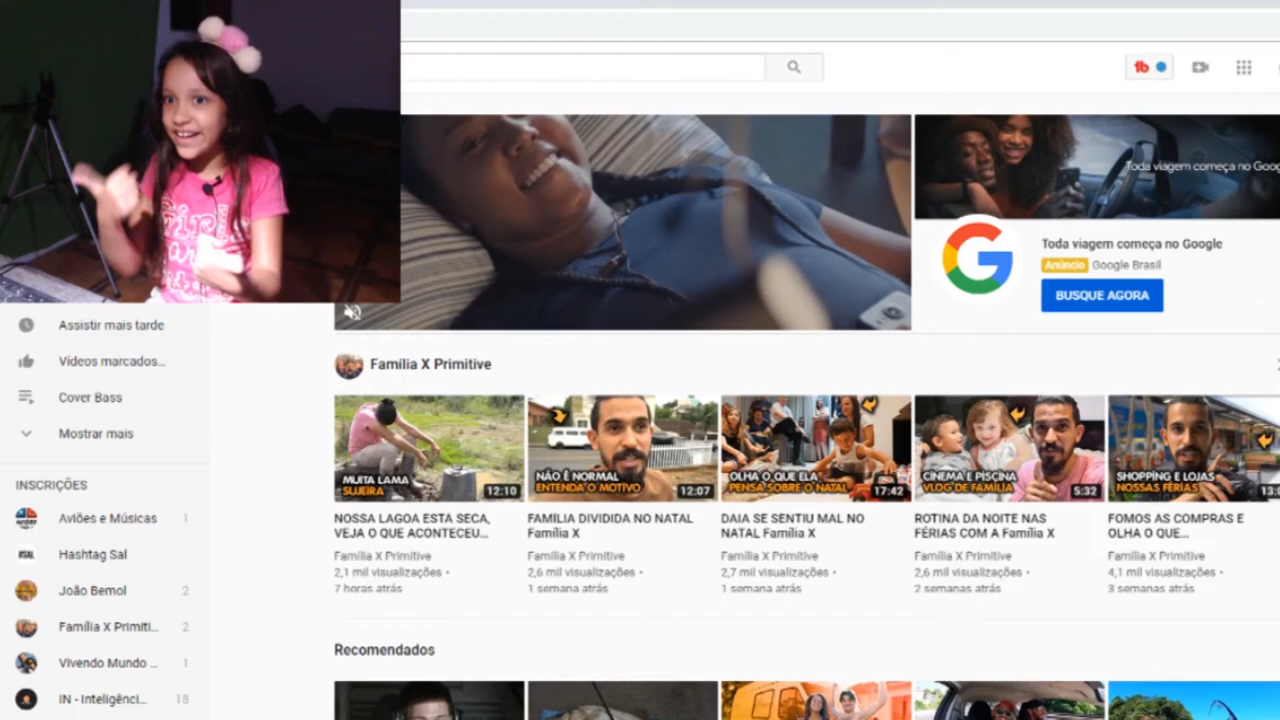 Toda viagem começa no Goog
Toda viagem começa no Google
Anúncio Google Brasil
BUSQUE AGORA
Assistir mais tarde
Vídeos marcados...
Cover Bass
Mostrar mais
INSCRIÇÕES
Aviões e Músicas 1
Hashtag Sal
João Bemol 2
Família X Primiti... 2
Vivendo Mundo ... 1
IN - Inteligênci... 18
Família X Primitive
MUITA LAMA
SUJEIRA
12:10
NOSSA LAGOA ESTÁ SECA,
VEJA O QUE ACONTECEU...
Família X Primitive
2,1 mil visualizações •
7 horas atrás
NÃO É NORMAL
ENTENDA O MOTIVO
12:07
FAMILIA DIVIDIDA NO NATAL
Família X
Família X Primitive
2,6 mil visualizações •
1 semana atrás
OLHA O QUE ELA
PENSA SOBRE O NATAL
17:42
DAIA SE SENTIU MAL NO
NATAL Família X
Família X Primitive
2,7 mil visualizações •
1 semana atrás
CINEMA E PISCINA
VLOG DE FAMÍLIA
5:32
ROTINA DA NOITE NAS
FÉRIAS COM A Família X
Família X Primitive
2,6 mil visualizações •
2 semanas atrás
SHOPPING E LOJAS
NOSSAS FÉRIAS
FOMOS AS COMPRAS E
OLHA O QUE...
Família X Primitive
4,1 mil visualizações •
3 semanas atrás
Recomendados